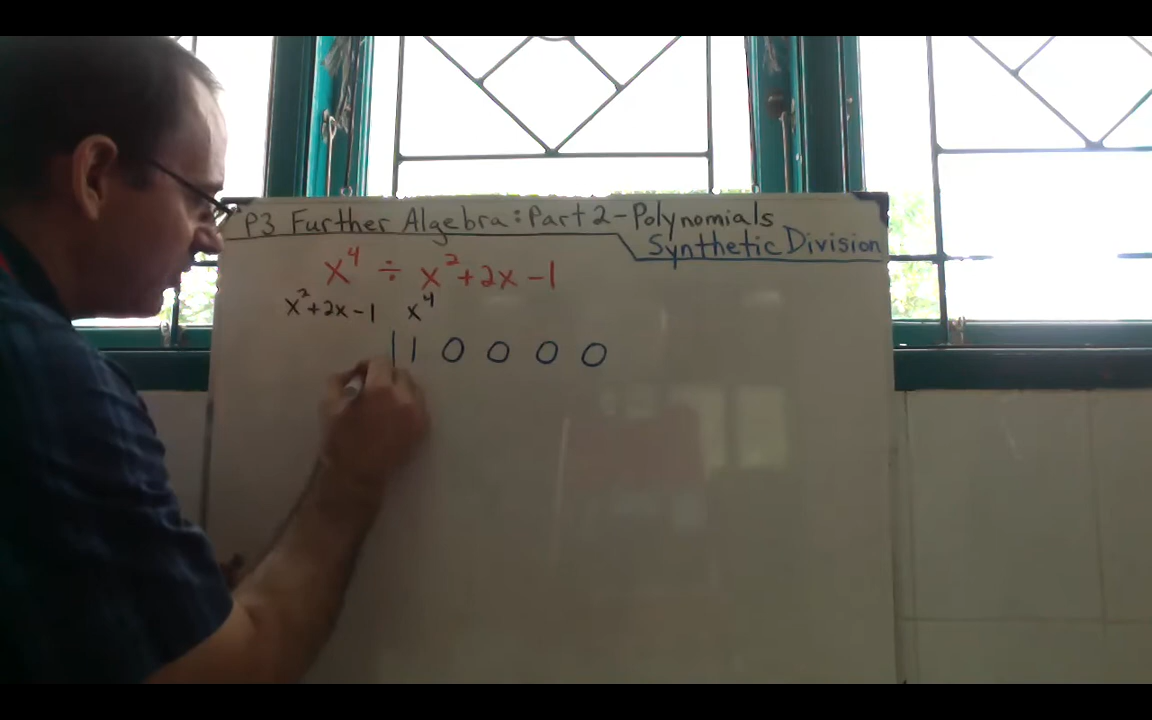 P3 Further Algebra: Part 2 - Polynomials
Synthetic Division
x⁴ ÷ x² + 2x - 1
x² + 2x - 1 x⁴
| 1 0 0 0 0